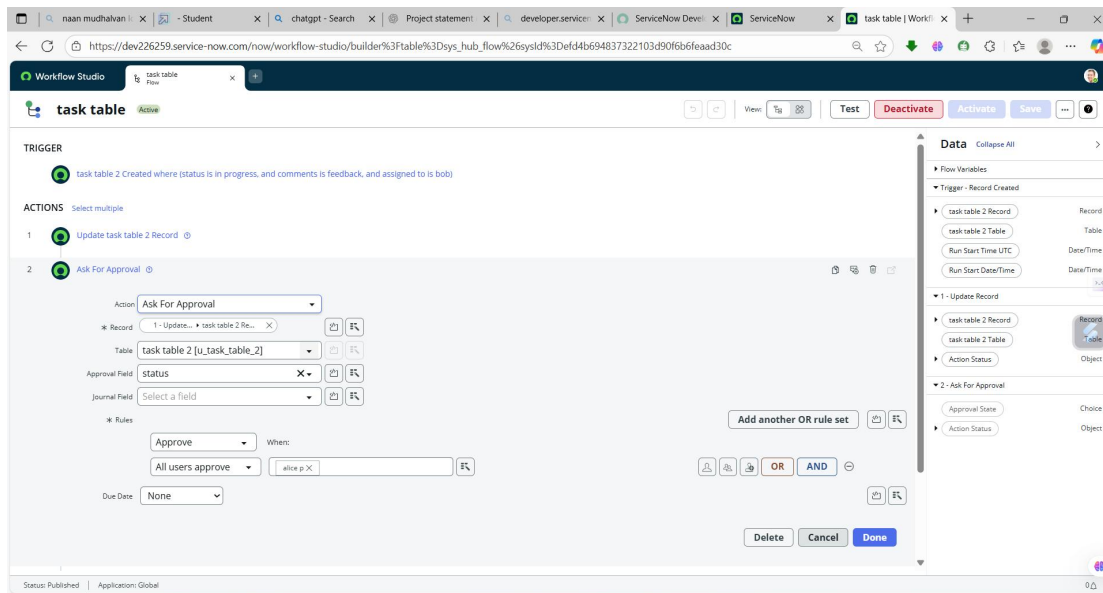 naan mudhalvan lo
- Student
chatgpt - Search
Project statement
developer.servicen
ServiceNow Devel
ServiceNow
task table | Workfl
https://dev226259.service-now.com/now/workflow-studio/builder%3Ftable%3Dsys_hub_flow%26sysId%3Defd4b694837322103d90f6b6feaad30c
Workflow Studio
task table
Flow
task table Active
View:
Test
Deactivate
Activate
Save
TRIGGER
task table 2 Created where (status is in progress, and comments is feedback, and assigned to is bob)
ACTIONS Select multiple
1 Update task table 2 Record
2 Ask For Approval
Action Ask For Approval
* Record 1 - Update... ▸ task table 2 Re... X
Table task table 2 [u_task_table_2]
Approval Field status
Journal Field Select a field
* Rules
Add another OR rule set
Approve When:
All users approve alice p X
OR AND
Due Date None
Delete Cancel Done
Data Collapse All
Flow Variables
Trigger - Record Created
task table 2 Record Record
task table 2 Table Table
Run Start Time UTC Date/Time
Run Start Date/Time Date/Time
1 - Update Record
task table 2 Record Record
task table 2 Table Table
Action Status Object
2 - Ask For Approval
Approval State Choice
Action Status Object
Status: Published | Application: Global
0